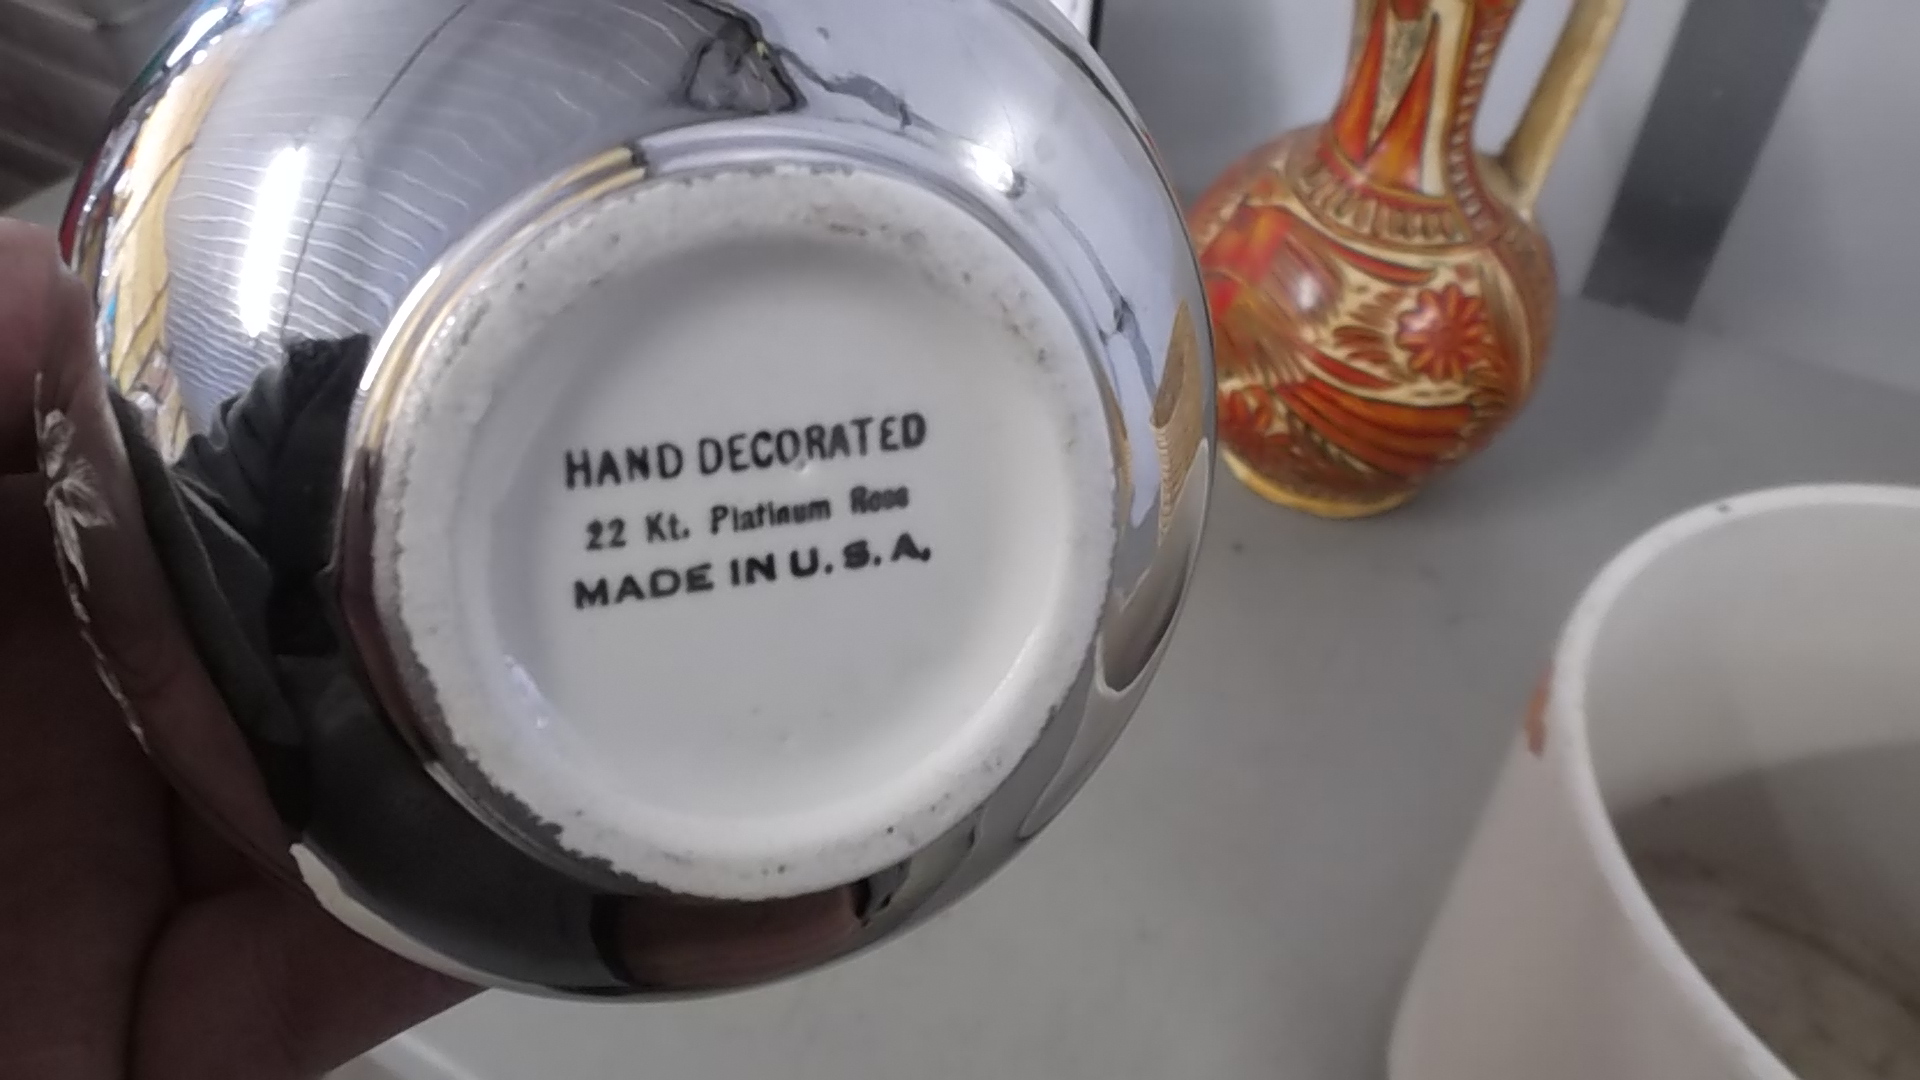 HAND DECORATED
22 Kt. Platinum Rose
MADE IN U. S. A.